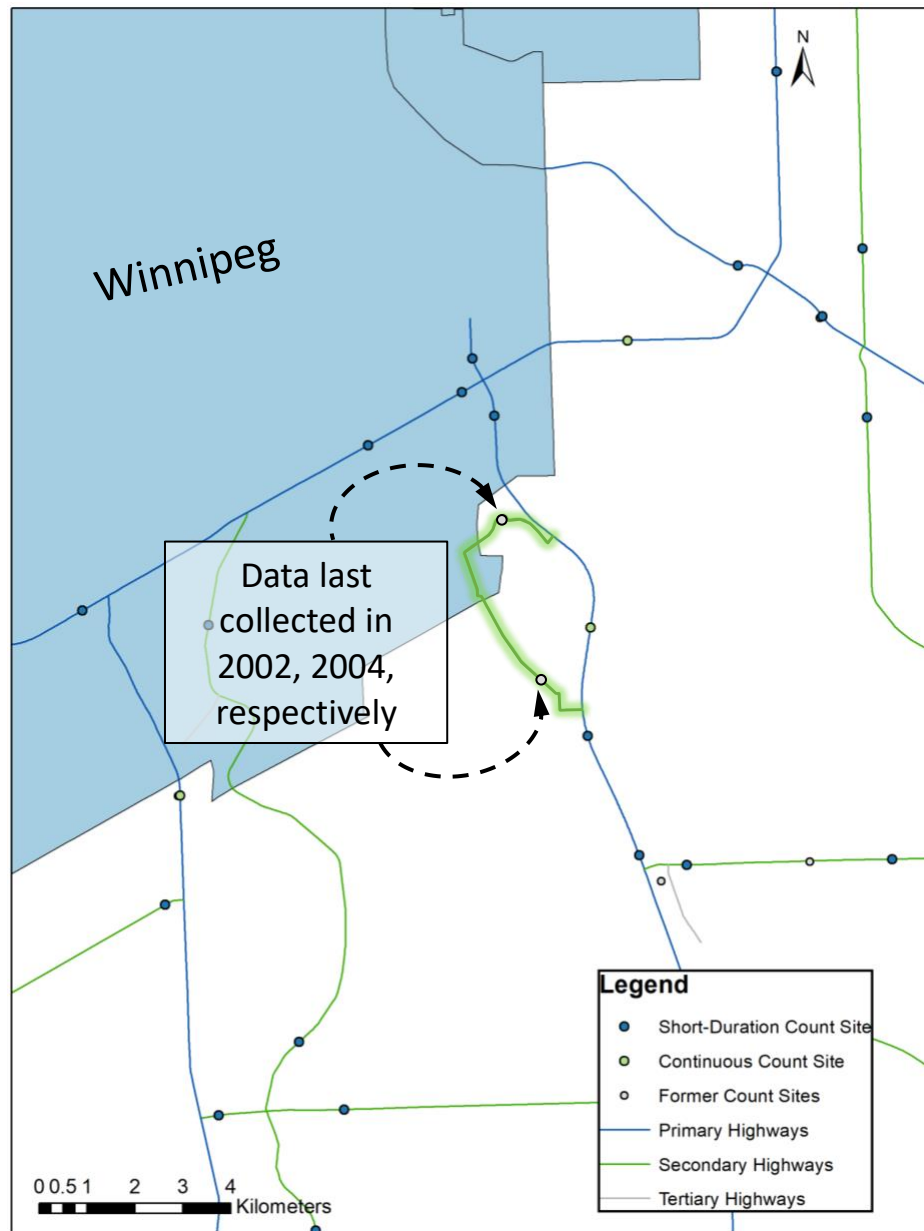 N
Winnipeg
Data last
collected in
2002, 2004,
respectively
Legend
Short-Duration Count Site
Continuous Count Site
Former Count Sites
Primary Highways
Secondary Highways
Tertiary Highways
0 0.5 1 2 3 4
Kilometers